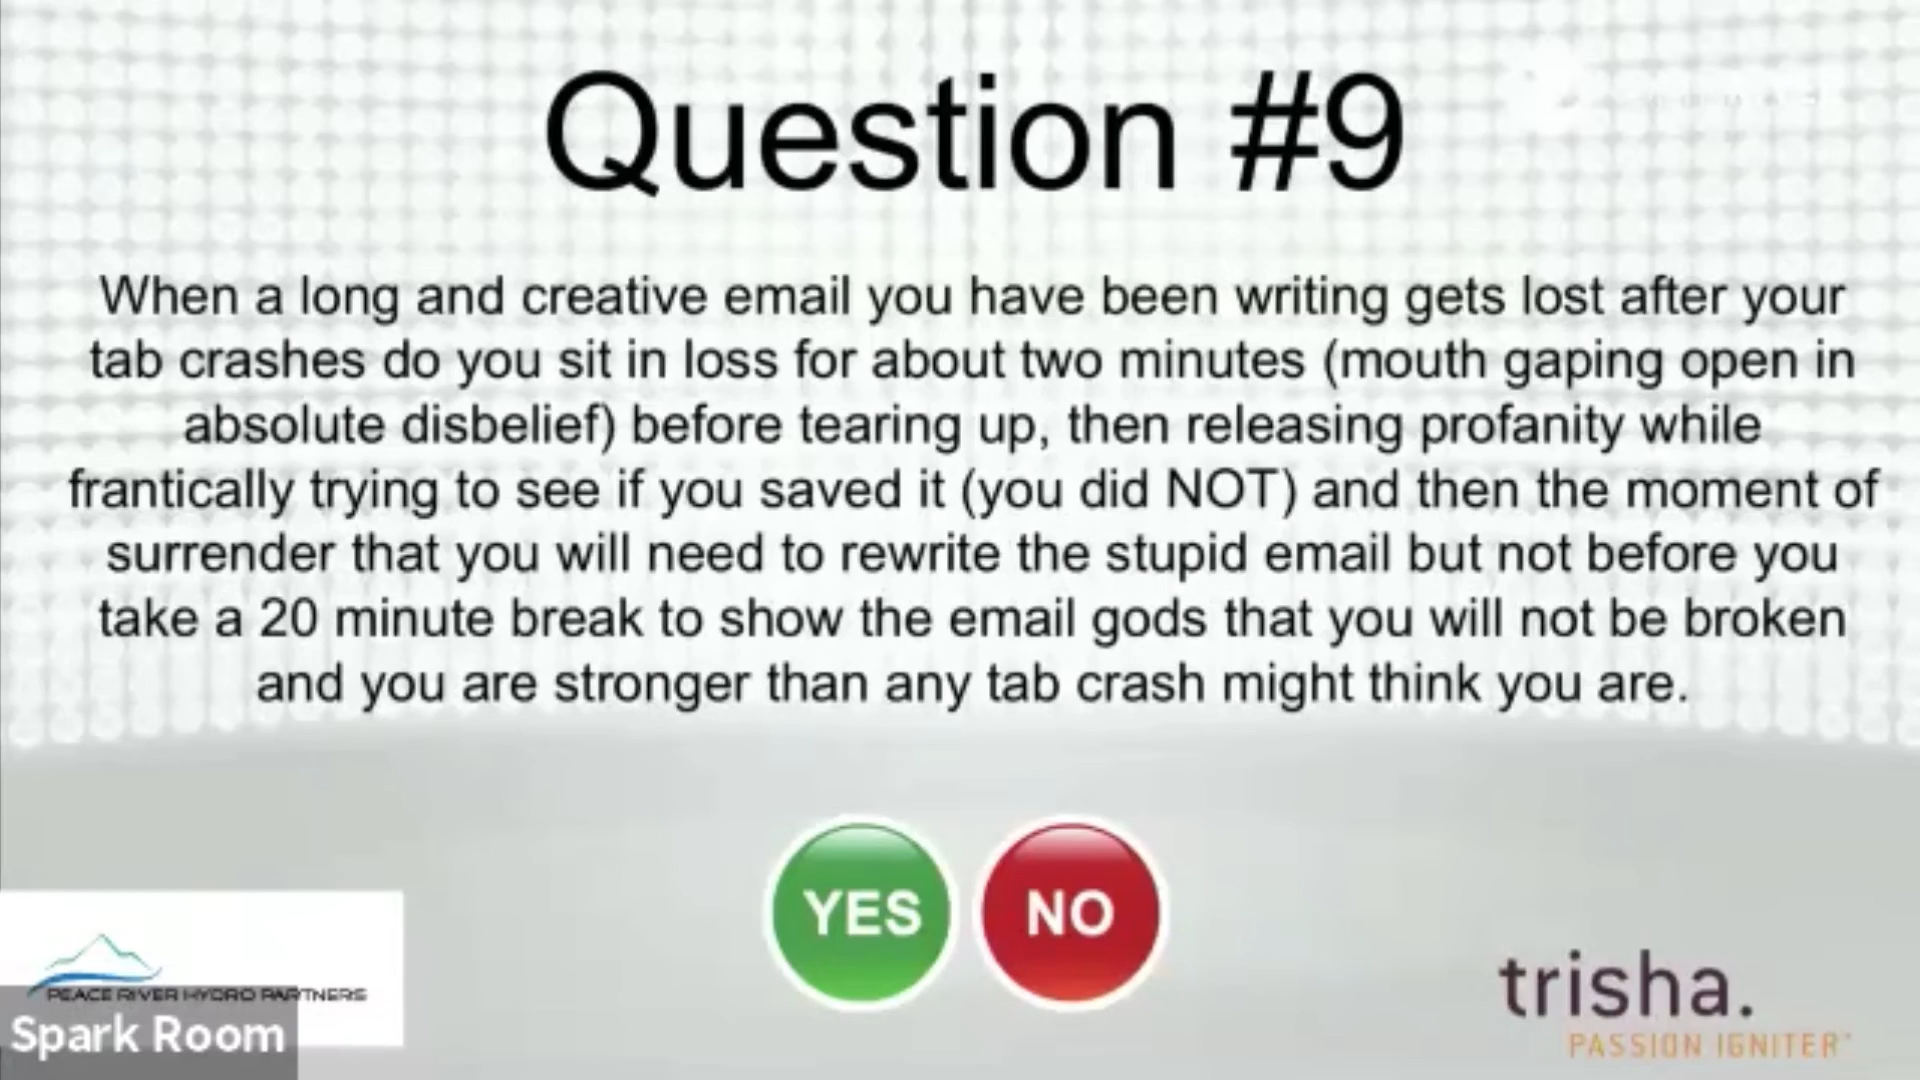 Question #9
When a long and creative email you have been writing gets lost after your
tab crashes do you sit in loss for about two minutes (mouth gaping open in
absolute disbelief) before tearing up, then releasing profanity while
frantically trying to see if you saved it (you did NOT) and then the moment of
surrender that you will need to rewrite the stupid email but not before you
take a 20 minute break to show the email gods that you will not be broken
and you are stronger than any tab crash might think you are.
YES NO
PEACE RIVER HYDRO PARTNERS
Spark Room
trisha.
PASSION IGNITER